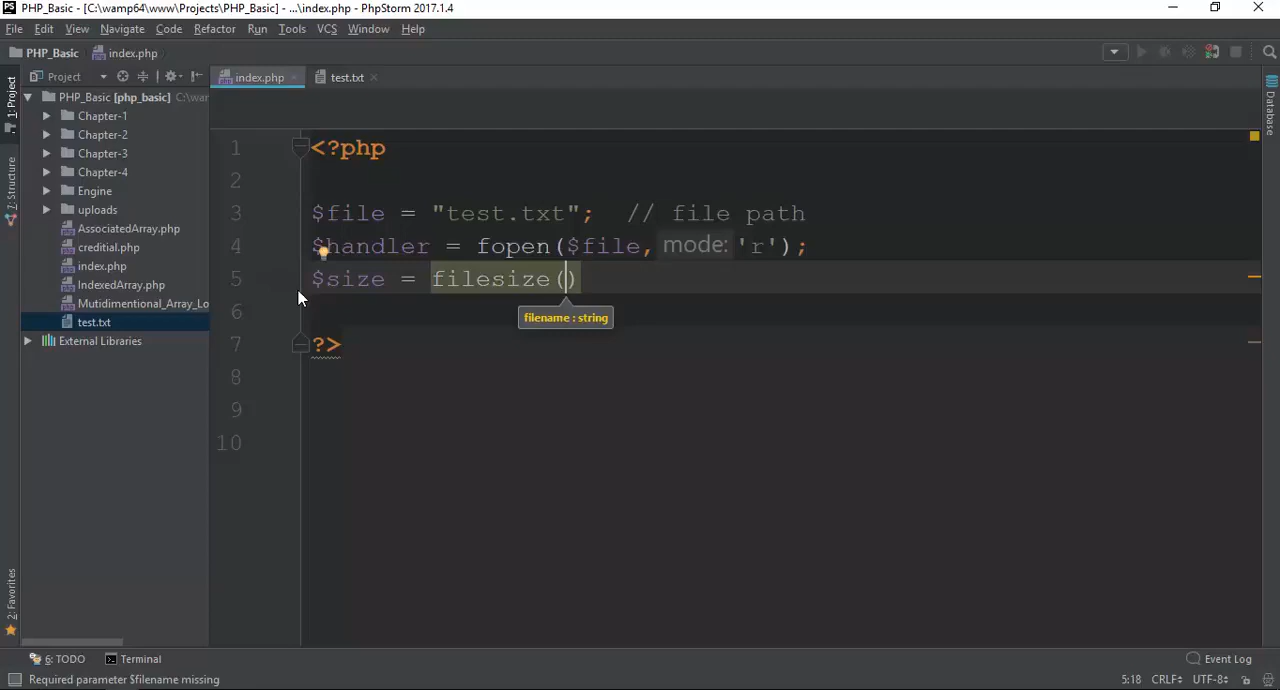 PS PHP_Basic - [C:\wamp64\www\Projects\PHP_Basic] - ...\index.php - PhpStorm 2017.1.4
File Edit View Navigate Code Refactor Run Tools VCS Window Help
PHP_Basic index.php
Project index.php test.txt
1: Project
7: Structure
2: Favorites
Database
PHP_Basic [php_basic] C:\war
Chapter-1
Chapter-2
Chapter-3
Chapter-4
Engine
uploads
AssociatedArray.php
creditial.php
index.php
IndexedArray.php
Mutidimentional_Array_Lo
test.txt
External Libraries
1 <?php
2
3 $file = "test.txt"; // file path
4 $handler = fopen($file, mode: 'r');
5 $size = filesize()
filename : string
6
7 ?>
8
9
10
6: TODO Terminal Event Log
Required parameter $filename missing 5:18 CRLF UTF-8